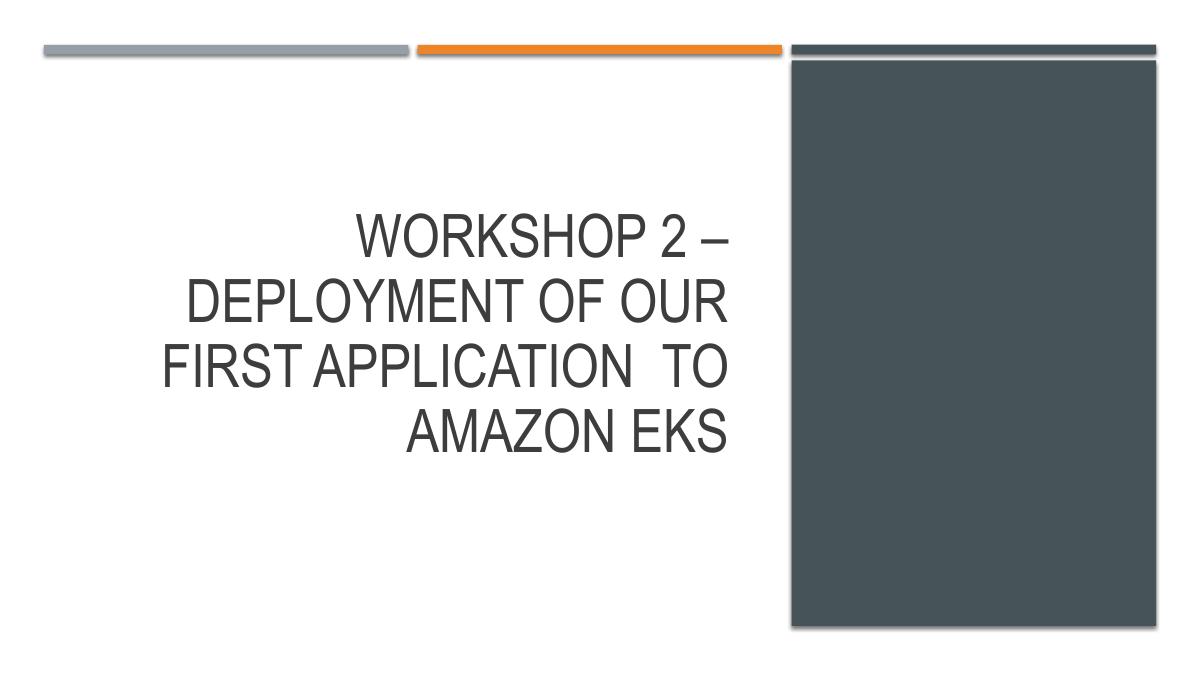 WORKSHOP 2 –
DEPLOYMENT OF OUR
FIRST APPLICATION  TO
AMAZON EKS